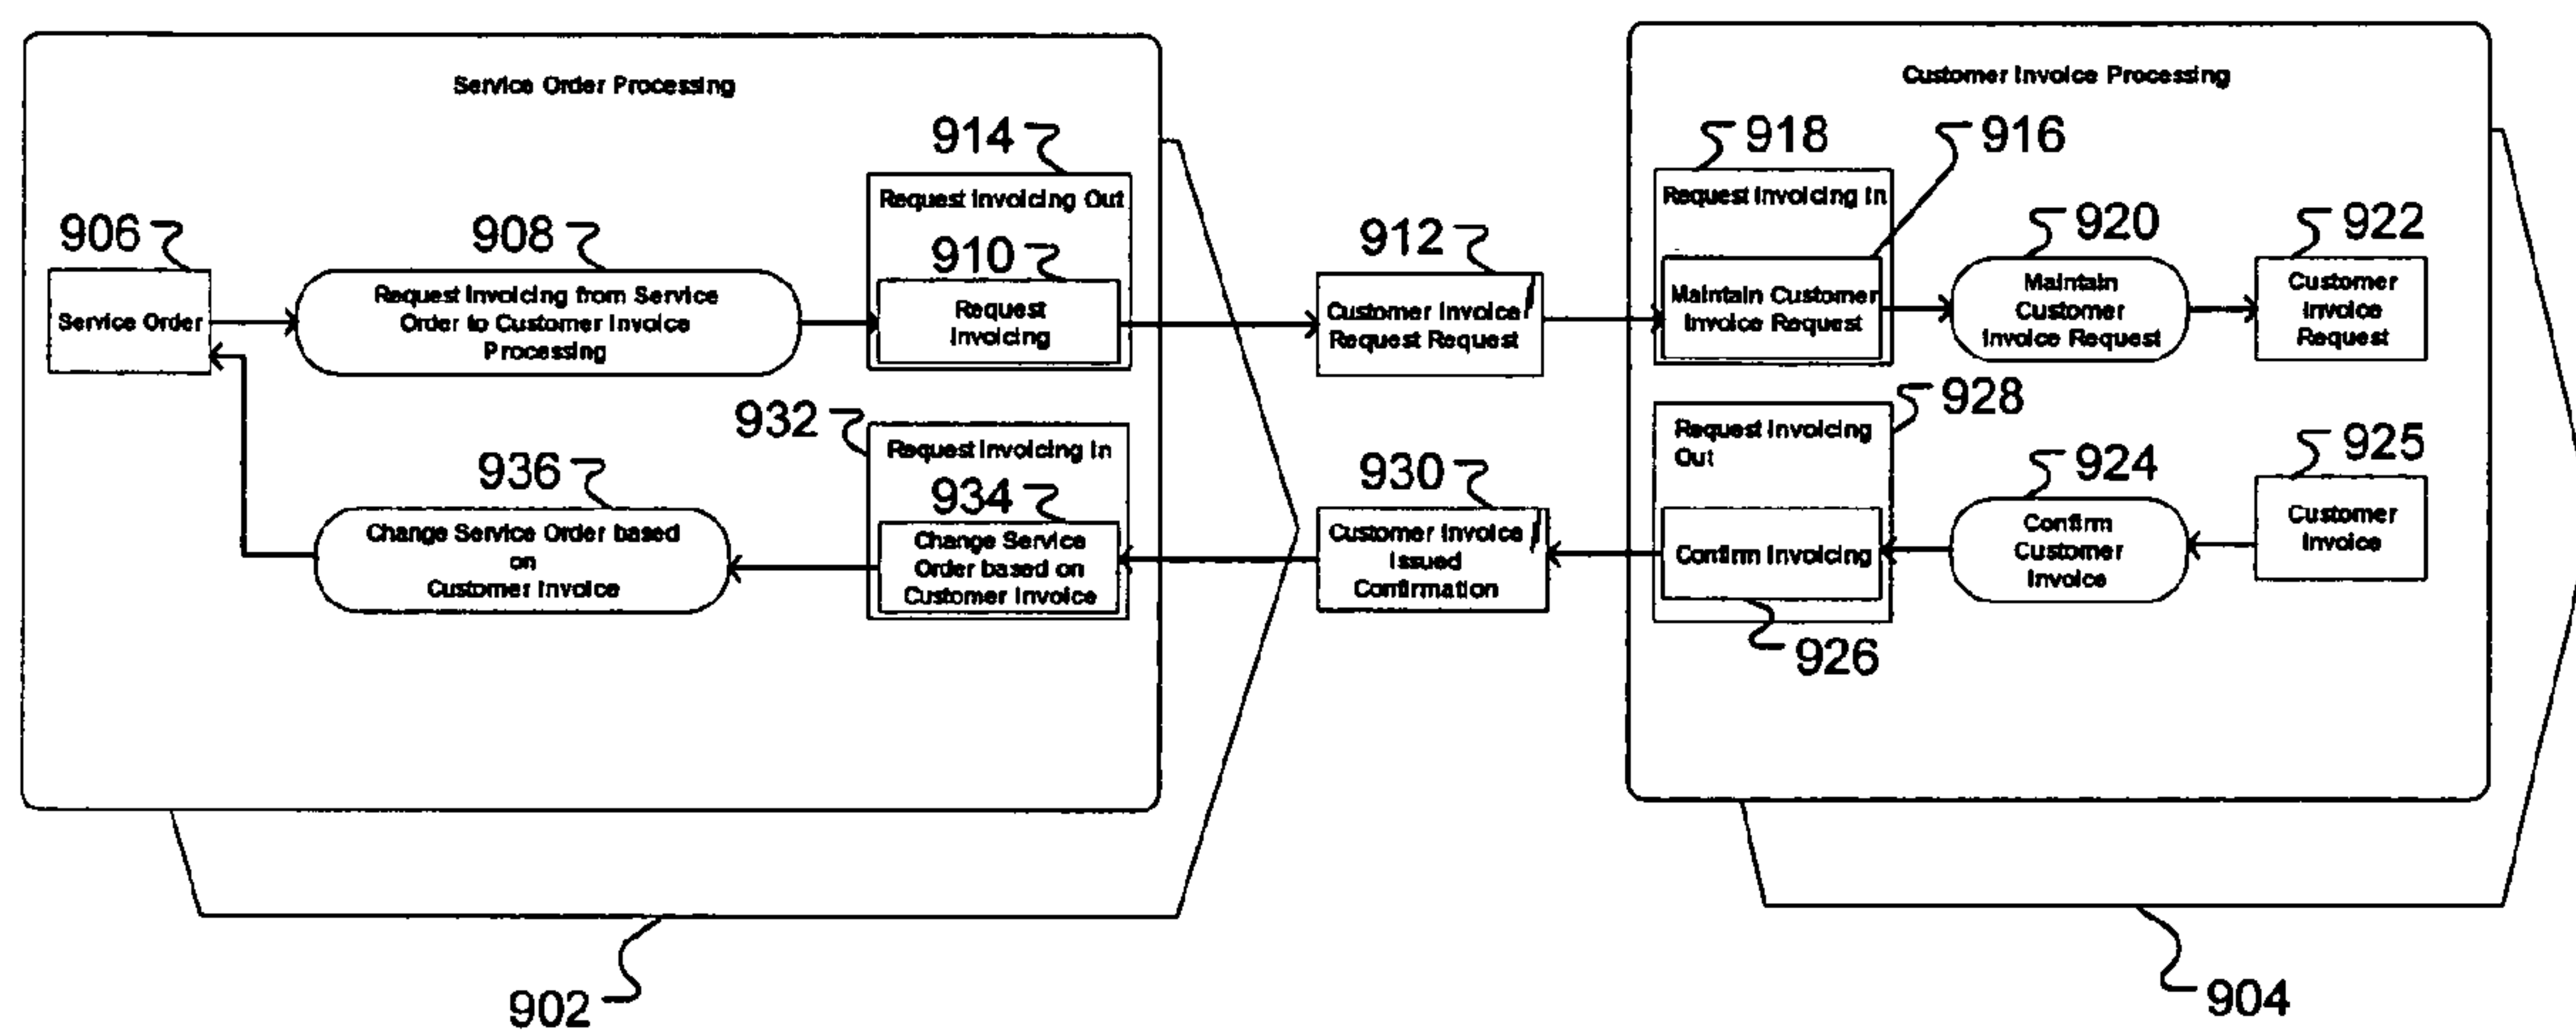 Service Order Processing
914
Request Invoicing Out
906
908
910
Service Order
Request Invoicing from Service
Order to Customer Invoice
Processing
Request
Invoicing
932
Request Invoicing In
936
934
Change Service Order based
on
Customer Invoice
Change Service
Order based on
Customer Invoice
902
912
Customer Invoice
Request Request
930
Customer Invoice
Issued
Confirmation
Customer Invoice Processing
918
916
Request Invoicing In
920
922
Maintain Customer
Invoice Request
Maintain
Customer
Invoice Request
Customer
Invoice
Request
928
Request Invoicing
Out
924
925
Confirm Invoicing
Confirm
Customer
Invoice
Customer
Invoice
926
904